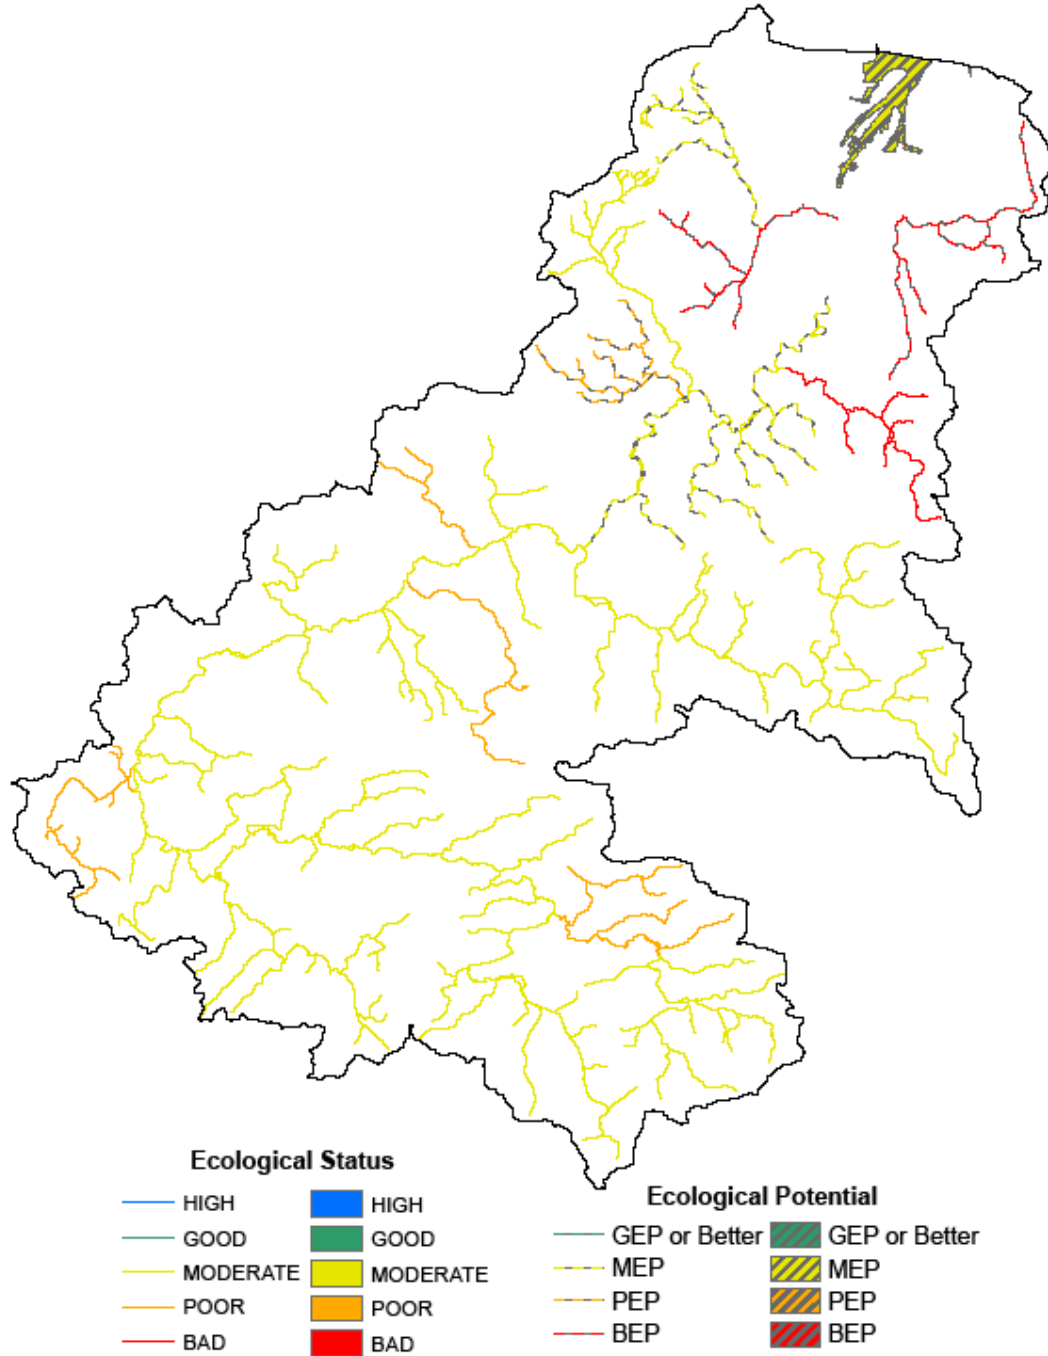 Ecological Status
HIGH HIGH
GOOD GOOD
MODERATE MODERATE
POOR POOR
BAD BAD
Ecological Potential
GEP or Better GEP or Better
MEP MEP
PEP PEP
BEP BEP